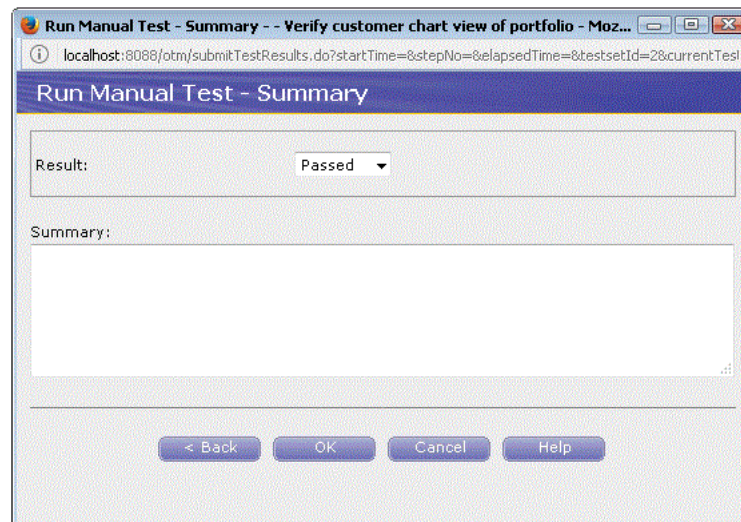 Run Manual Test - Summary - - Verify customer chart view of portfolio - Moz...
localhost:8088/otm/submitTestResults.do?startTime=&stepNo=&elapsedTime=&testsetId=2&currentTest
Run Manual Test - Summary
Result:
Passed
Summary:
< Back
OK
Cancel
Help